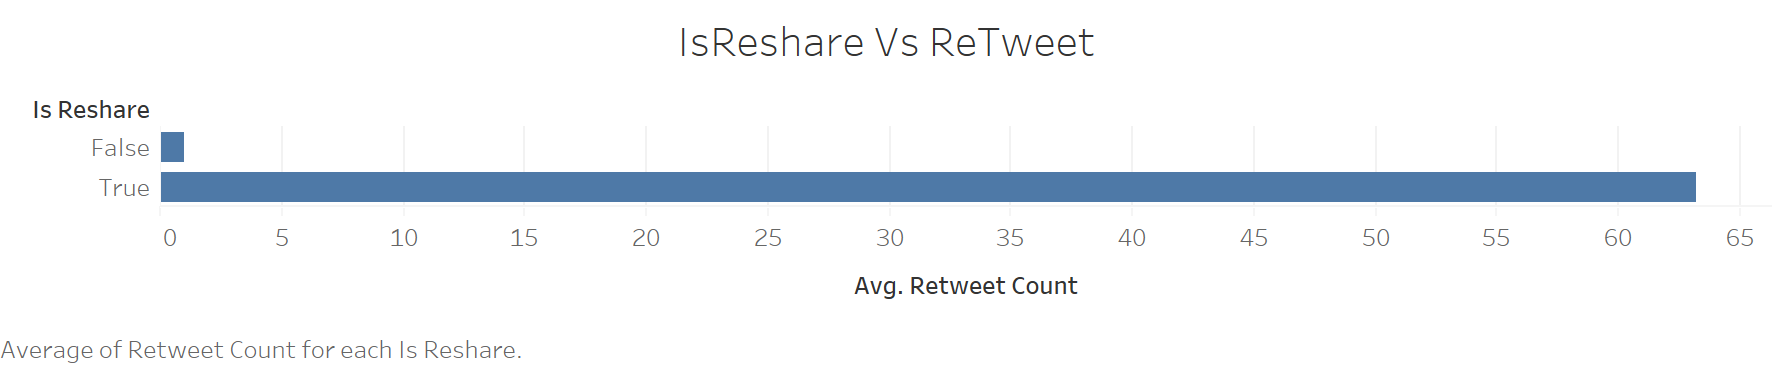 IsReshare Vs ReTweet
Is Reshare
False
True
0 5 10 15 20 25 30 35 40 45 50 55 60 65
Avg. Retweet Count
Average of Retweet Count for each Is Reshare.